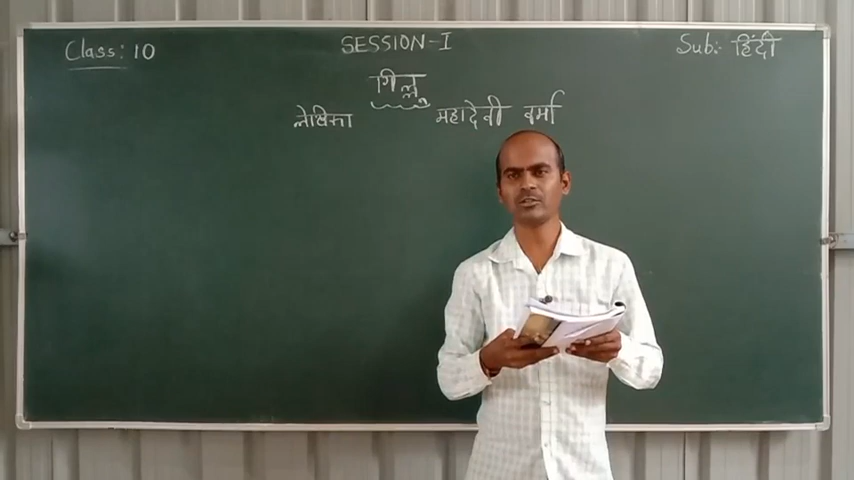 Class: 10 SESSION-I Sub:- हिंदी
गिल्लू
लेखिका महादेवी वर्मा